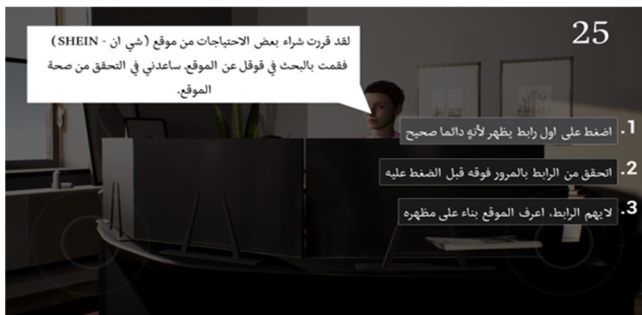 25
لقد قررت شراء بعض الاحتياجات من موقع (شي ان - SHEIN)
فقمت بالبحث في قوقل عن الموقع. ساعدني في التحقق من صحة
الموقع.
1. اضغط على اول رابط يظهر لأنهِ دائما صحيح
2. اتحقق من الرابط بالمرور فوقه قبل الضغط عليه
3. لايهم الرابط، اعرف الموقع بناء على مظهره